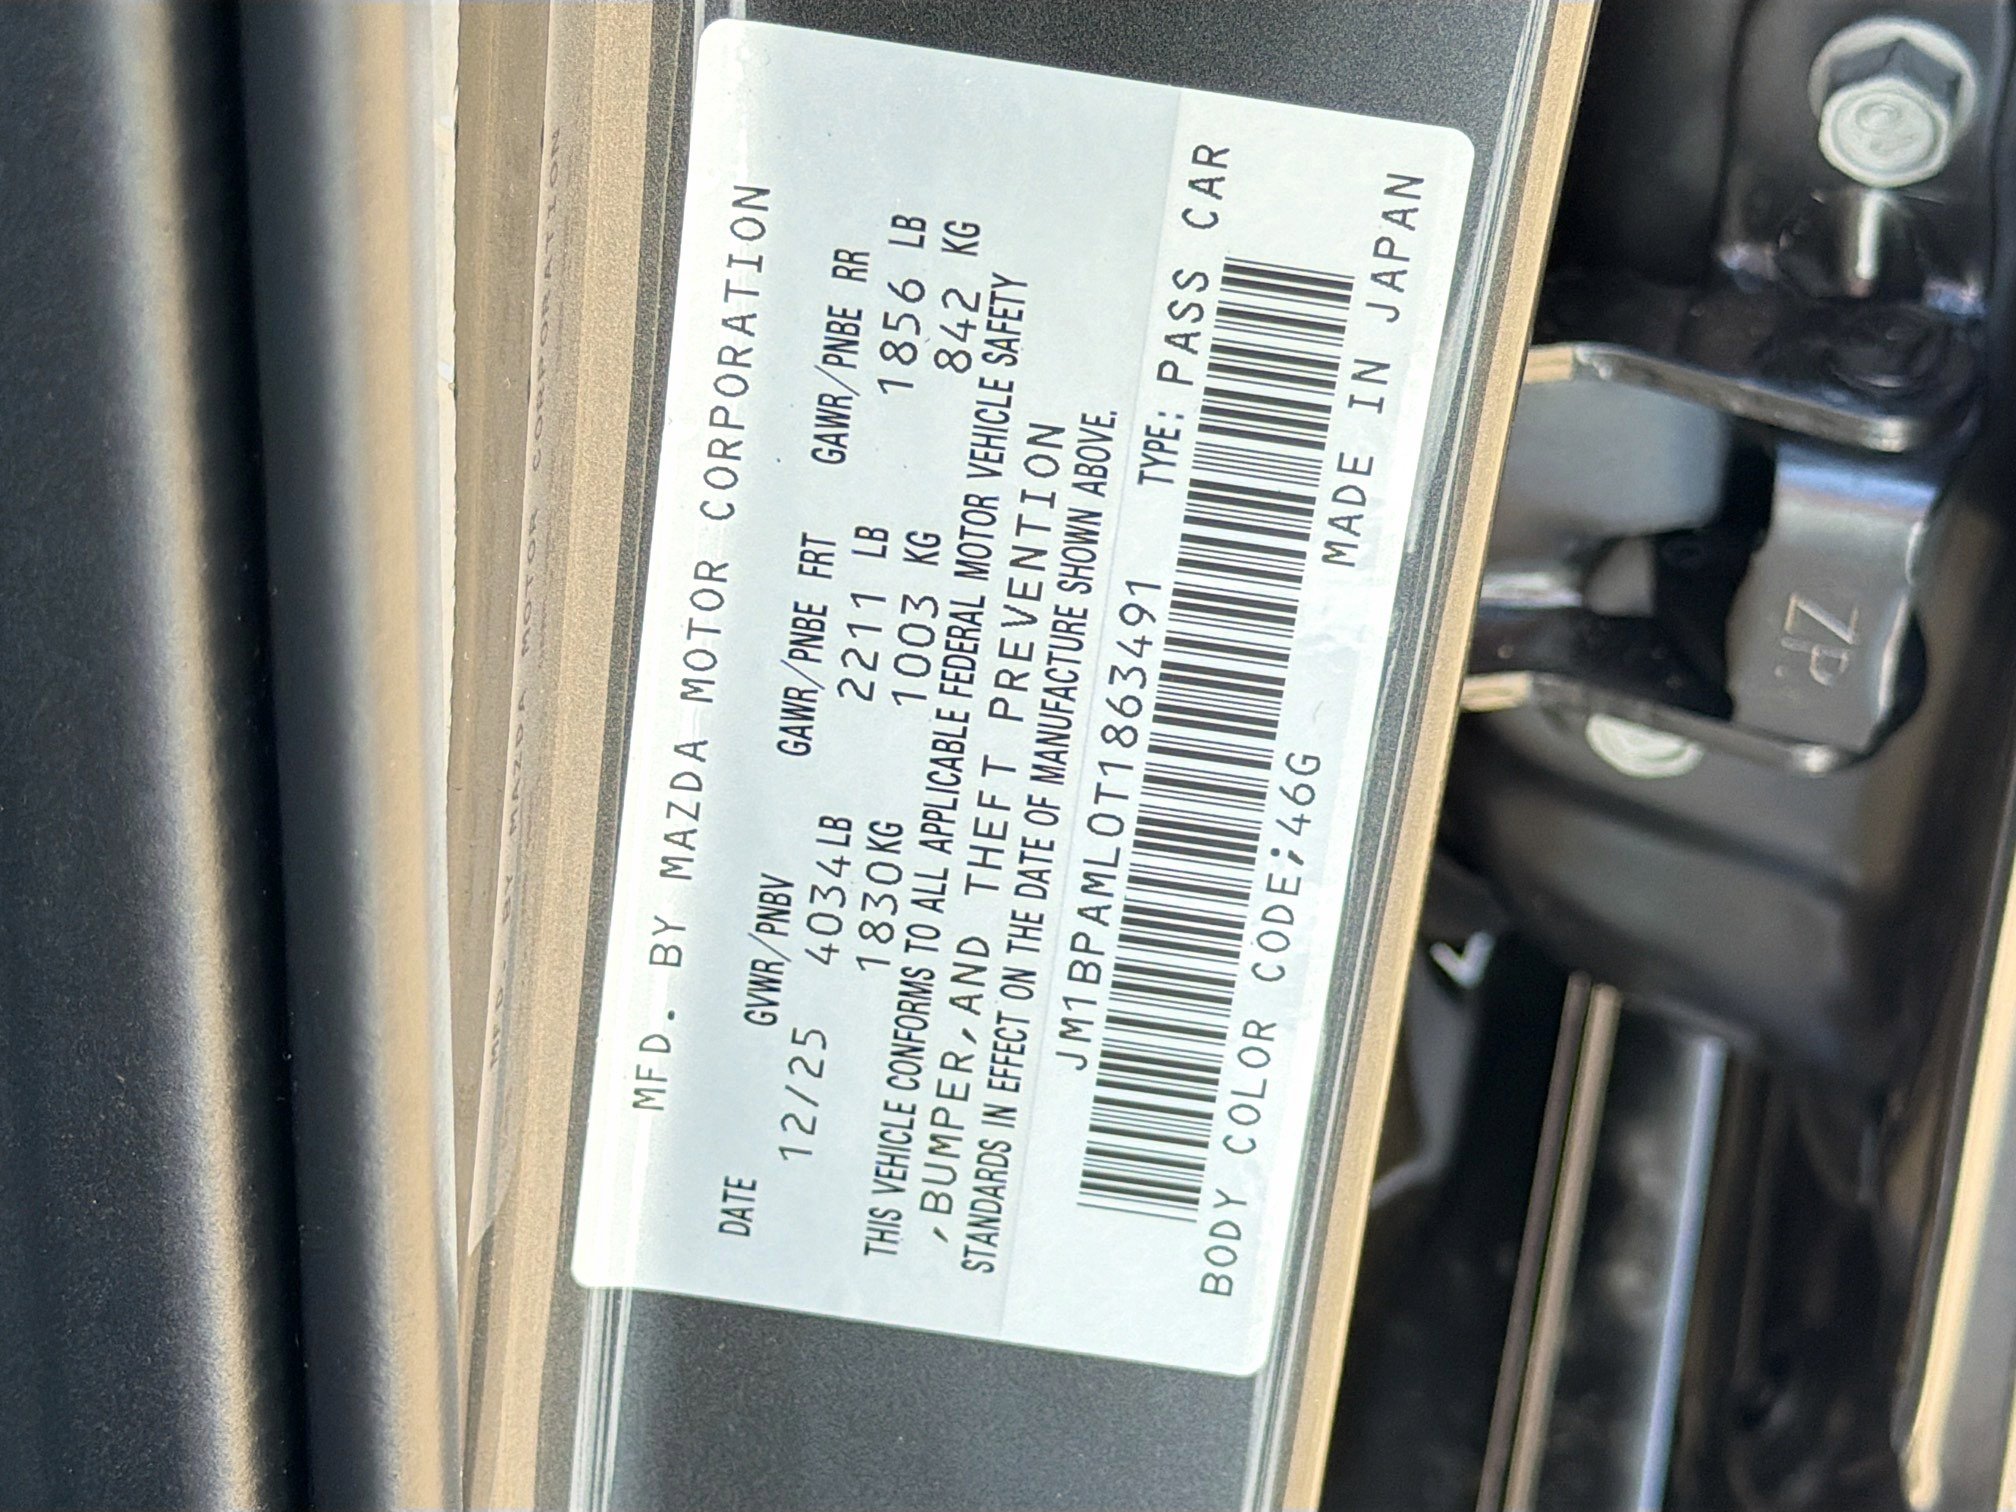 MFD. BY MAZDA MOTOR CORPORATION
DATE GVWR/PNBV GAWR/PNBE FRT GAWR/PNBE RR
12/25 4034LB 2211 LB 1856 LB
1830KG 1003 KG 842 KG
THIS VEHICLE CONFORMS TO ALL APPLICABLE FEDERAL MOTOR VEHICLE SAFETY
,BUMPER,AND THEFT PREVENTION
STANDARDS IN EFFECT ON THE DATE OF MANUFACTURE SHOWN ABOVE.
JM1BPAML0T1863491 TYPE: PASS CAR
BODY COLOR CODE:46G MADE IN JAPAN